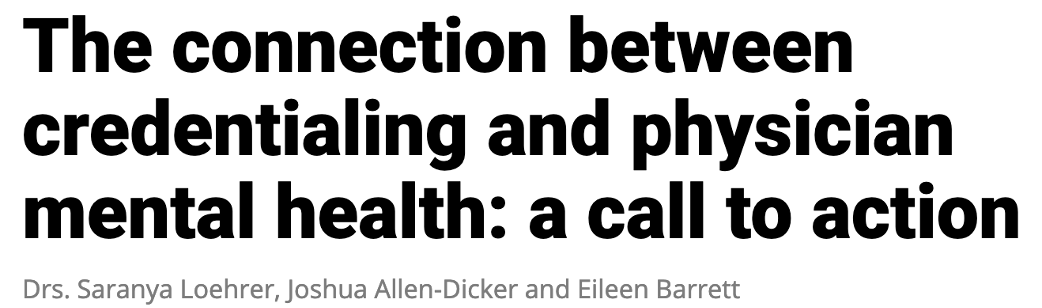 The connection between
credentialing and physician
mental health: a call to action
Drs. Saranya Loehrer, Joshua Allen-Dicker and Eileen Barrett